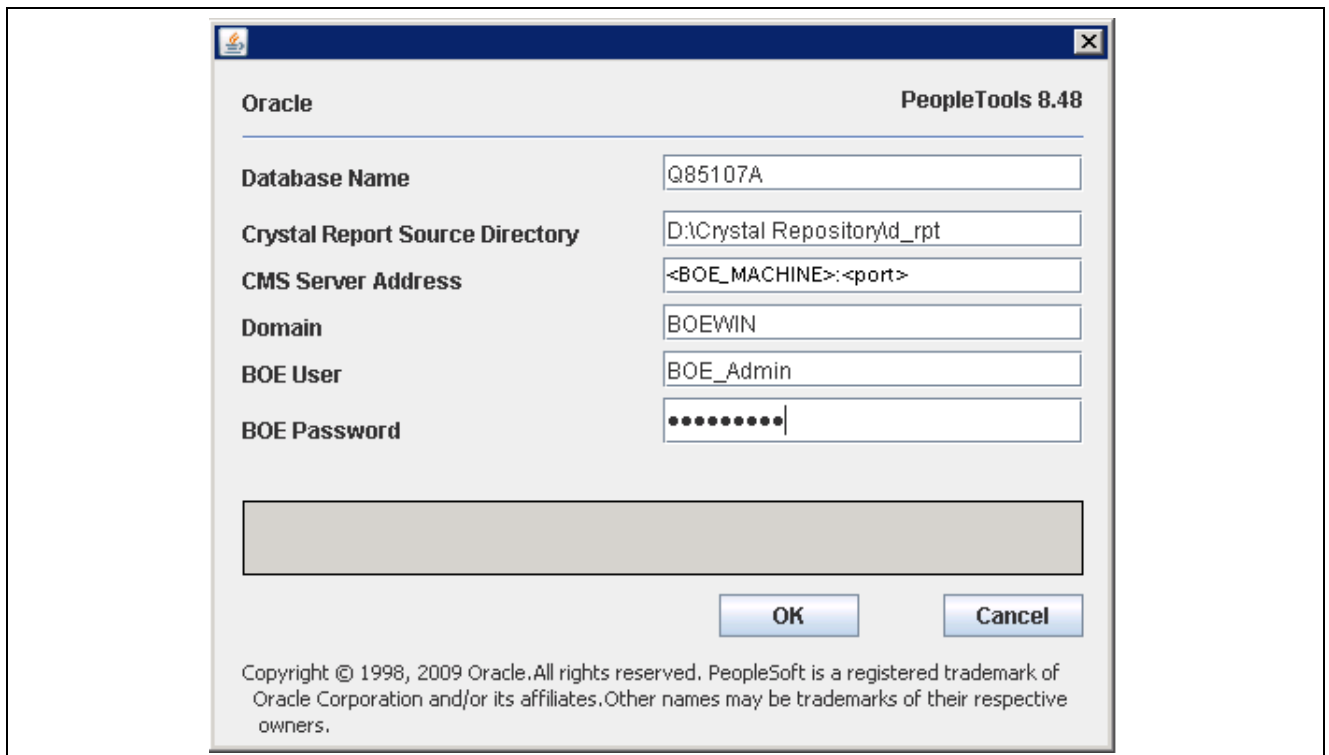 Oracle
PeopleTools 8.48
Database Name
Q85107A
Crystal Report Source Directory
D:\Crystal Repository\d_rpt
CMS Server Address
<BOE_MACHINE>:<port>
Domain
BOEWIN
BOE User
BOE_Admin
BOE Password
●●●●●●●●●
OK
Cancel
Copyright © 1998, 2009 Oracle.All rights reserved. PeopleSoft is a registered trademark of
Oracle Corporation and/or its affiliates.Other names may be trademarks of their respective
owners.